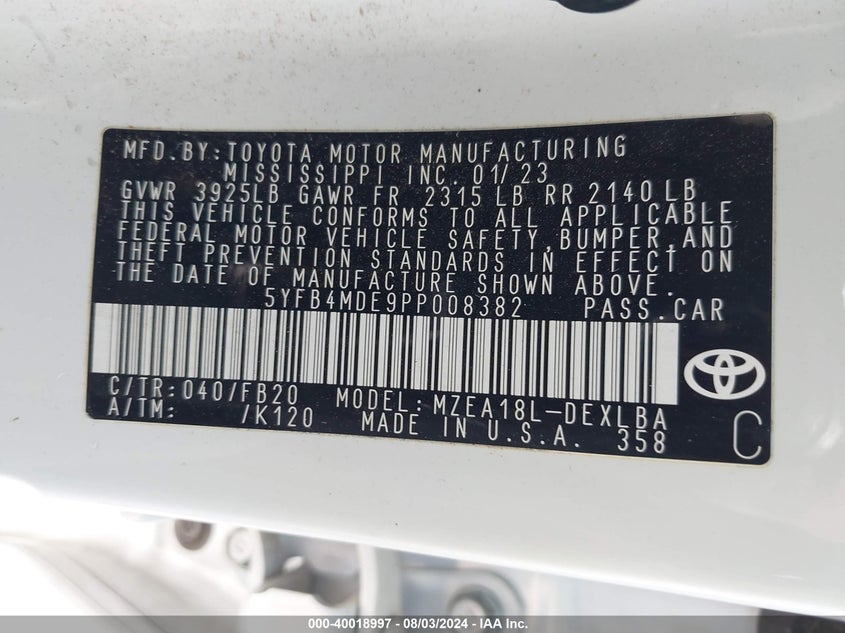 MFD.BY:TOYOTA MOTOR MANUFACTURING
MISSISSIPPI INC. 01/23
GVWR 3925LB GAWR FR 2315 LB RR 2140 LB
THIS VEHICLE CONFORMS TO ALL APPLICABLE
FEDERAL MOTOR VEHICLE SAFETY,BUMPER,AND
THEFT PREVENTION STANDARDS IN EFFECT ON
THE DATE OF MANUFACTURE SHOWN ABOVE.
5YFB4MDE9PP008382 PASS.CAR
C/TR:040/FB20 MODEL:MZEA18L-DEXLBA
A/TM: /K120 MADE IN U.S.A. 358
C
000-40018997 - 08/03/2024 - IAA Inc.